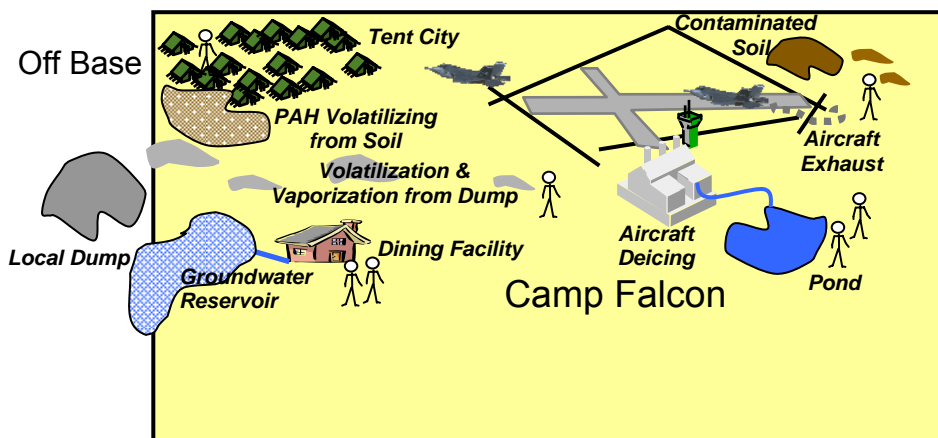 Off Base
Tent City
Contaminated
Soil
PAH Volatilizing
from Soil
Aircraft
Exhaust
Volatilization &
Vaporization from Dump
Local Dump
Groundwater
Reservoir
Dining Facility
Aircraft
Deicing
Pond
Camp Falcon